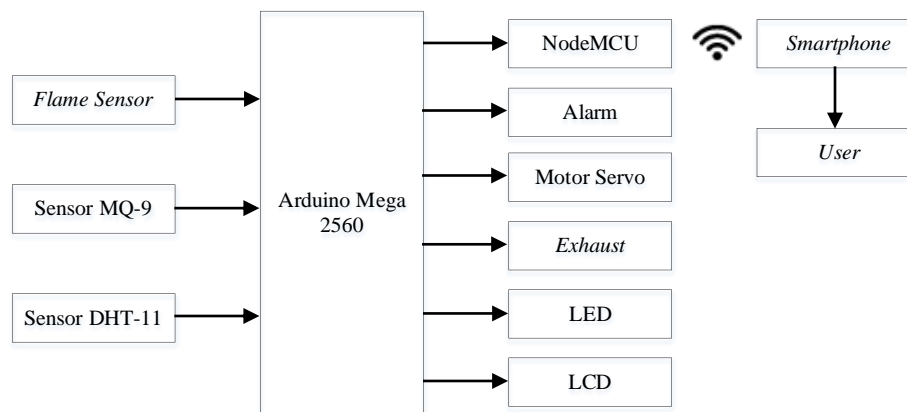 Flame Sensor
Sensor MQ-9
Sensor DHT-11
Arduino Mega
2560
NodeMCU
Alarm
Motor Servo
Exhaust
LED
LCD
Smartphone
User